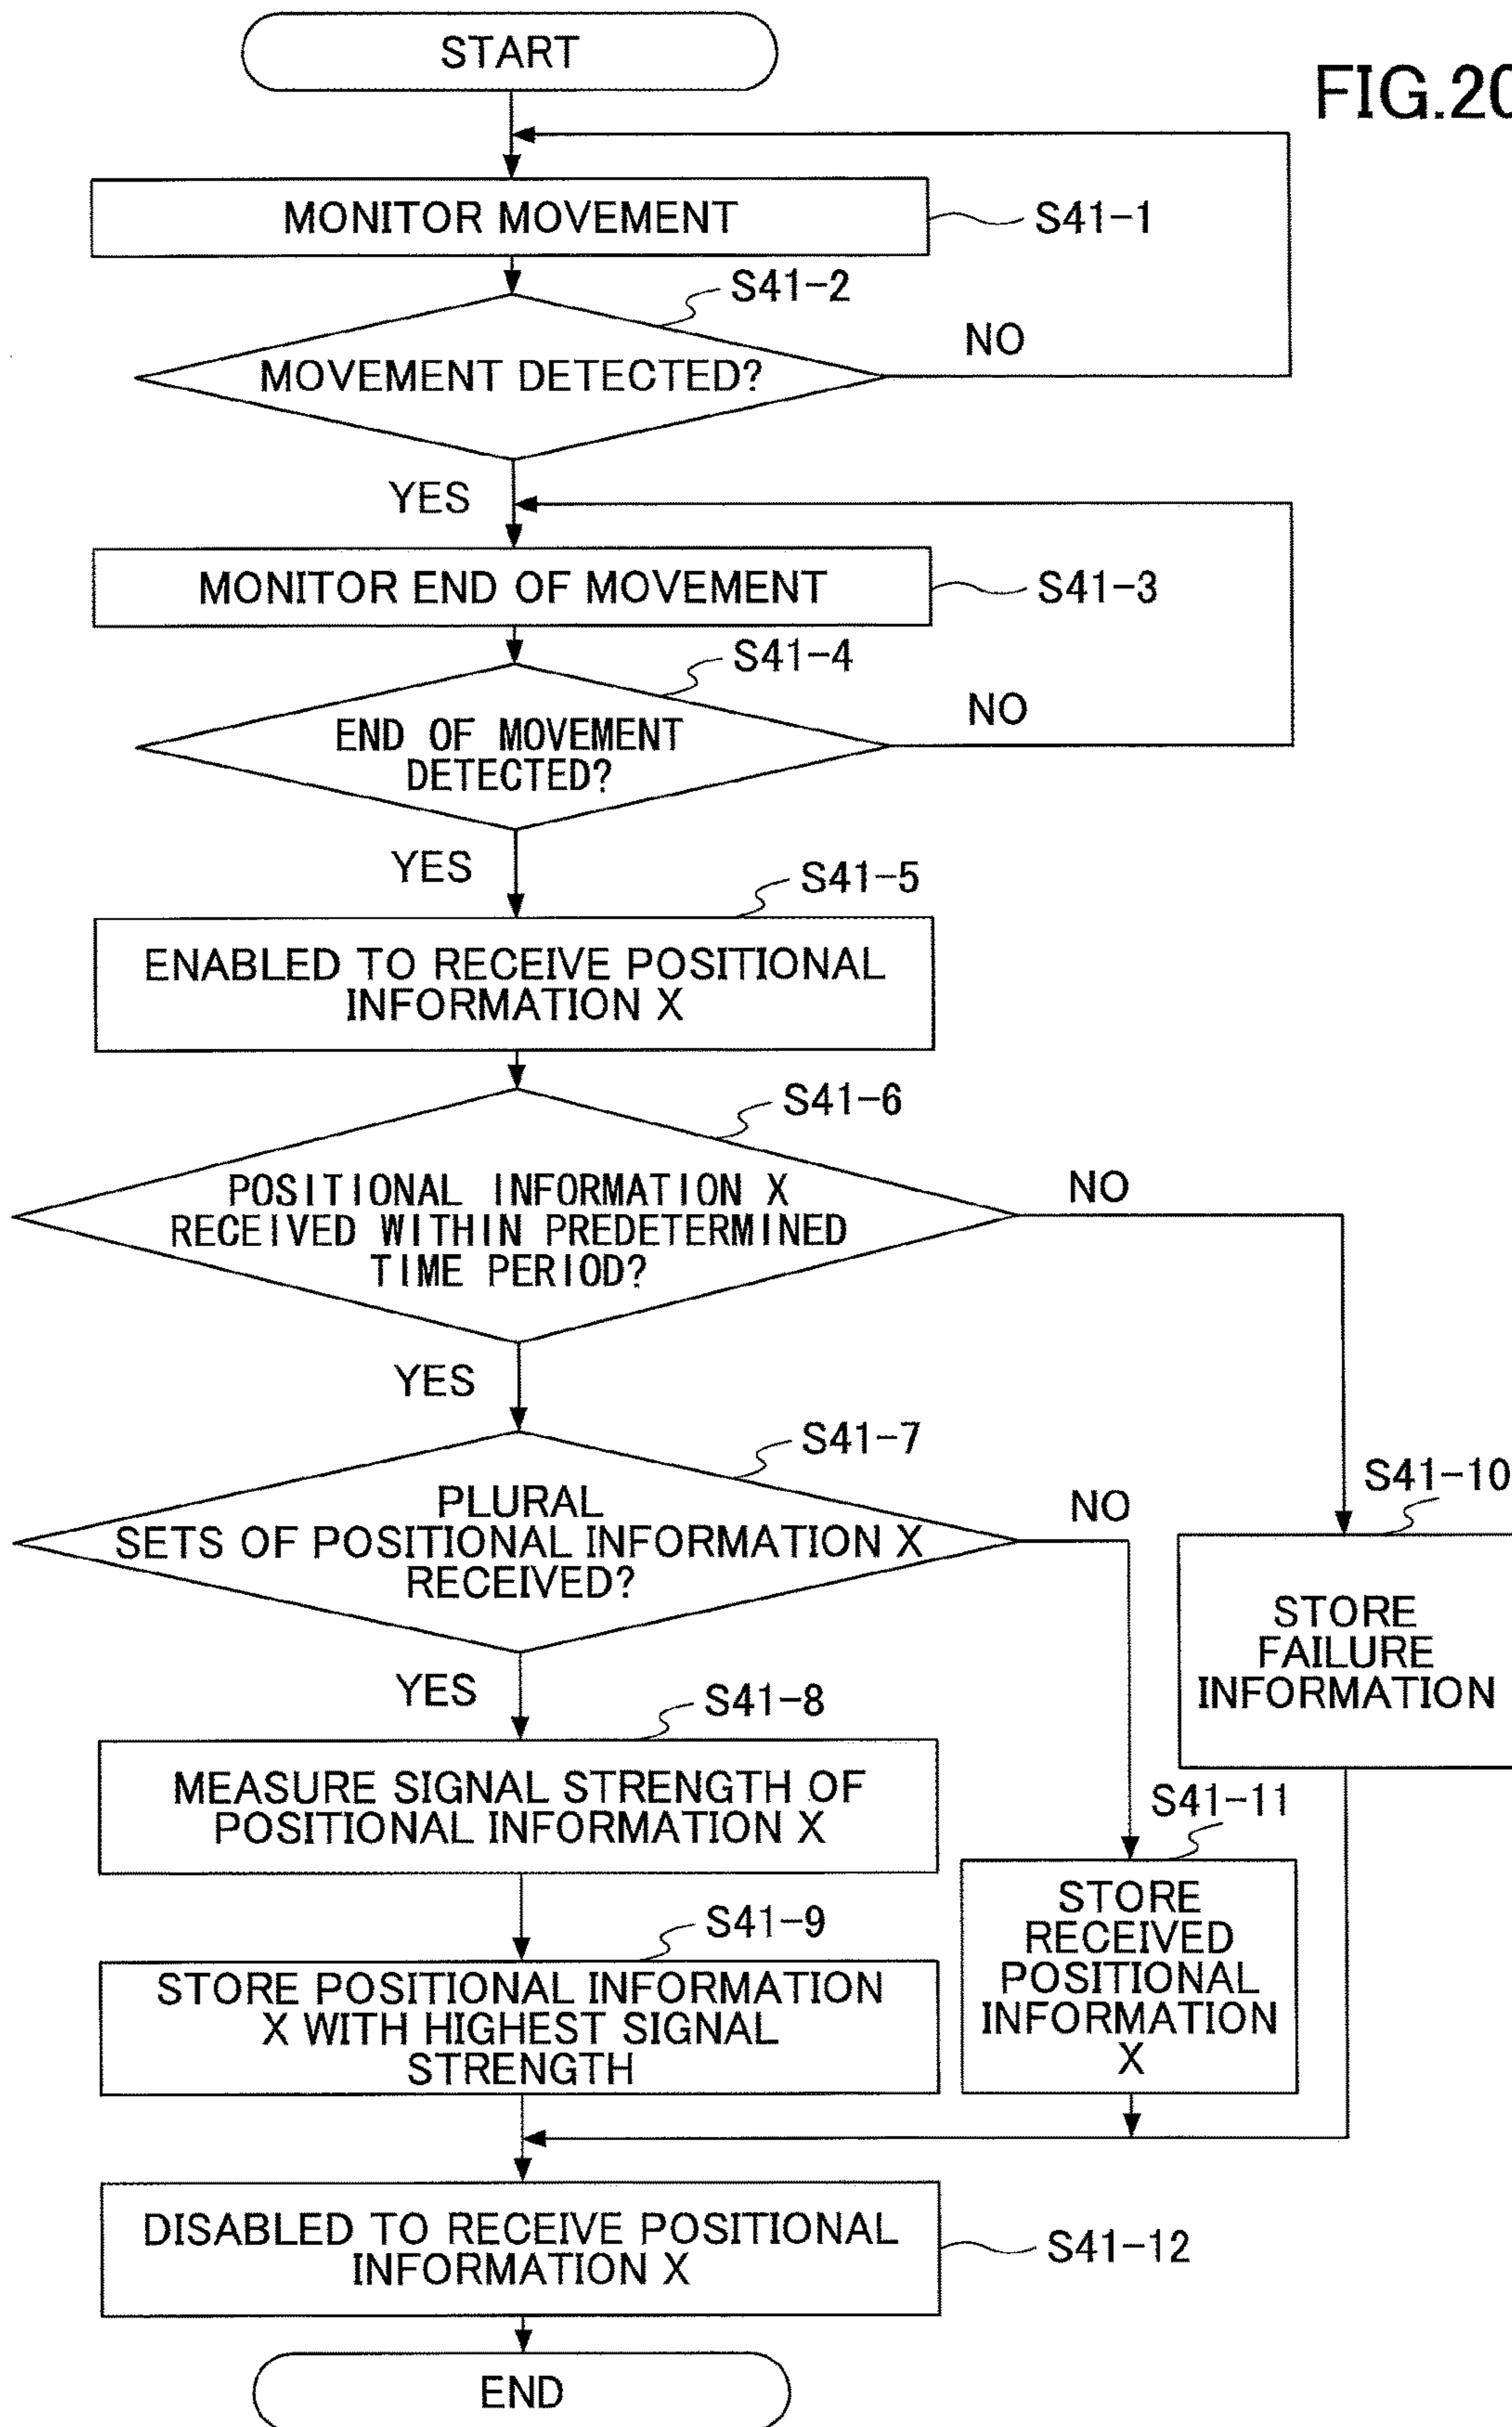 START
FIG.20
MONITOR MOVEMENT
S41-1
S41-2
MOVEMENT DETECTED?
NO
YES
MONITOR END OF MOVEMENT
S41-3
S41-4
END OF MOVEMENT
DETECTED?
NO
YES
S41-5
ENABLED TO RECEIVE POSITIONAL
INFORMATION X
S41-6
POSITIONAL INFORMATION X
RECEIVED WITHIN PREDETERMINED
TIME PERIOD?
NO
YES
S41-7
PLURAL
SETS OF POSITIONAL INFORMATION X
RECEIVED?
NO
S41-10
STORE
FAILURE
INFORMATION
YES
S41-8
MEASURE SIGNAL STRENGTH OF
POSITIONAL INFORMATION X
S41-11
STORE
RECEIVED
POSITIONAL
INFORMATION
X
S41-9
STORE POSITIONAL INFORMATION
X WITH HIGHEST SIGNAL
STRENGTH
DISABLED TO RECEIVE POSITIONAL
INFORMATION X
S41-12
END